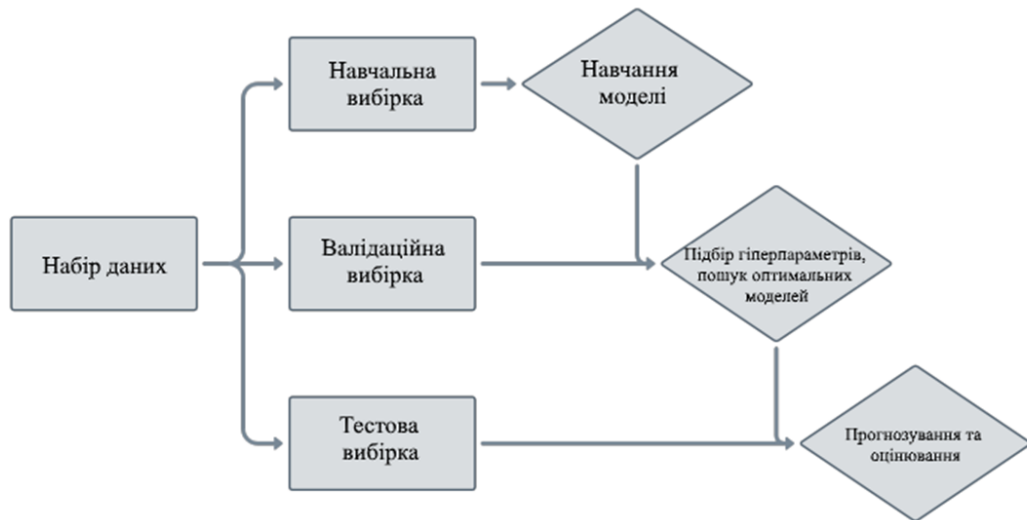 Навчальна
вибірка
Навчання
моделі
Набір даних
Валідаційна
вибірка
Підбір гіперпараметрів,
пошук оптимальних
моделей
Тестова
вибірка
Прогнозування та
оцінювання